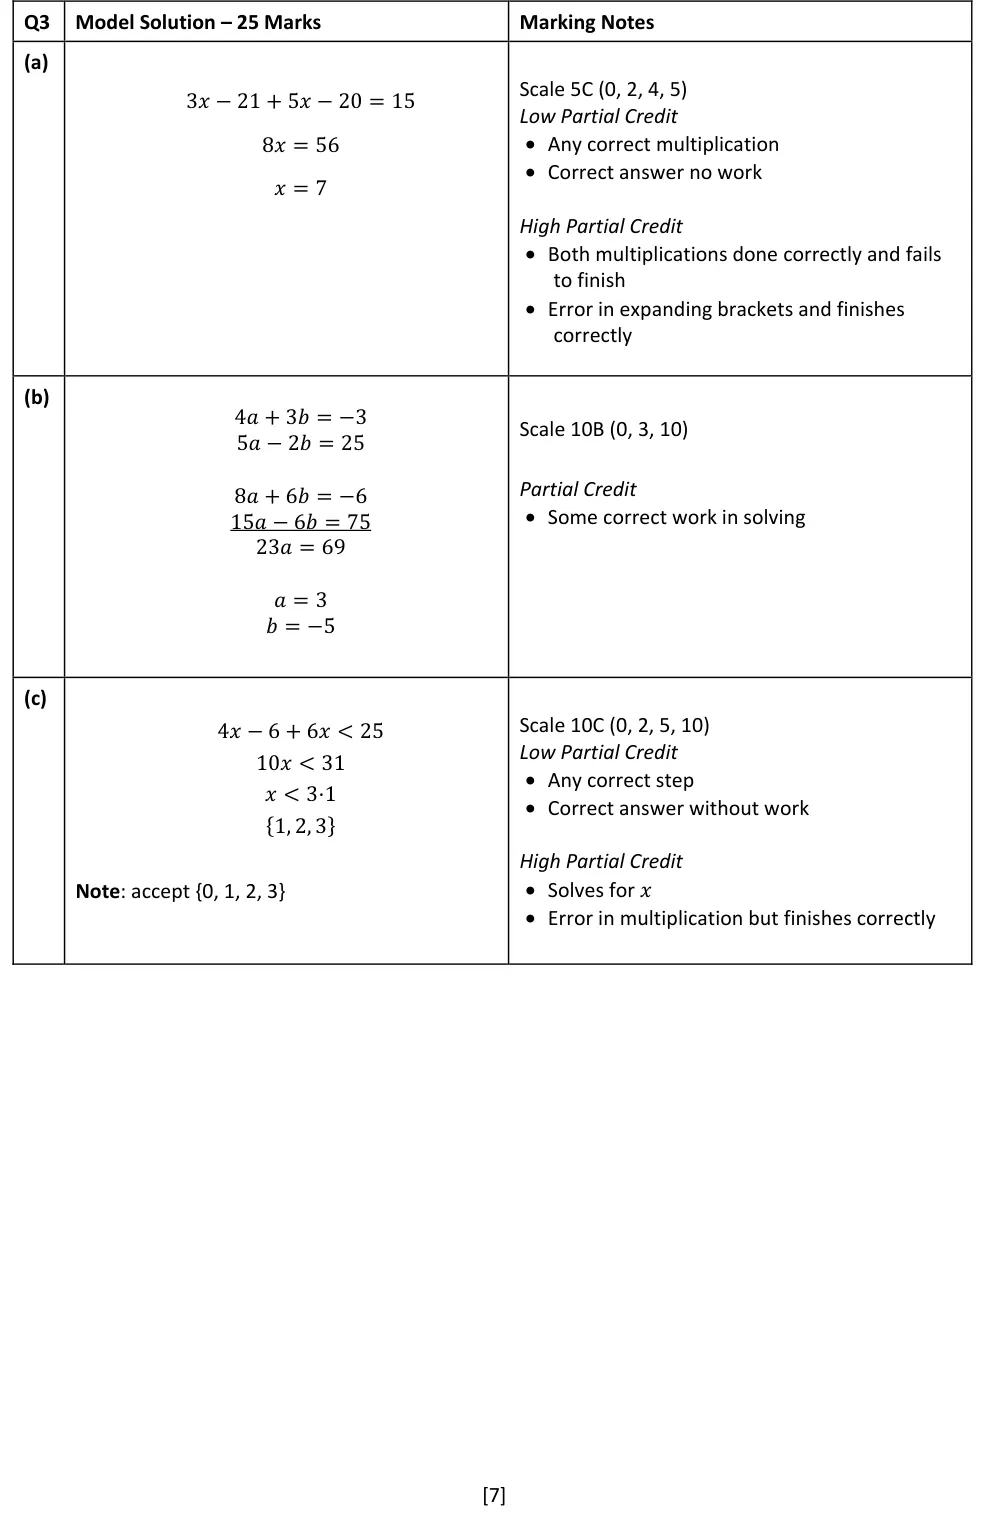 Q3 Model Solution – 25 Marks Marking Notes
(a)
3x − 21 + 5x − 20 = 15
8x = 56
x = 7
Scale 5C (0, 2, 4, 5)
Low Partial Credit
• Any correct multiplication
• Correct answer no work
High Partial Credit
• Both multiplications done correctly and fails
to finish
• Error in expanding brackets and finishes
correctly
(b)
4a + 3b = −3
5a − 2b = 25
8a + 6b = −6
15a − 6b = 75
23a = 69
a = 3
b = −5
Scale 10B (0, 3, 10)
Partial Credit
• Some correct work in solving
(c)
4x − 6 + 6x < 25
10x < 31
x < 3·1
{1, 2, 3}
Note: accept {0, 1, 2, 3}
Scale 10C (0, 2, 5, 10)
Low Partial Credit
• Any correct step
• Correct answer without work
High Partial Credit
• Solves for x
• Error in multiplication but finishes correctly
[7]